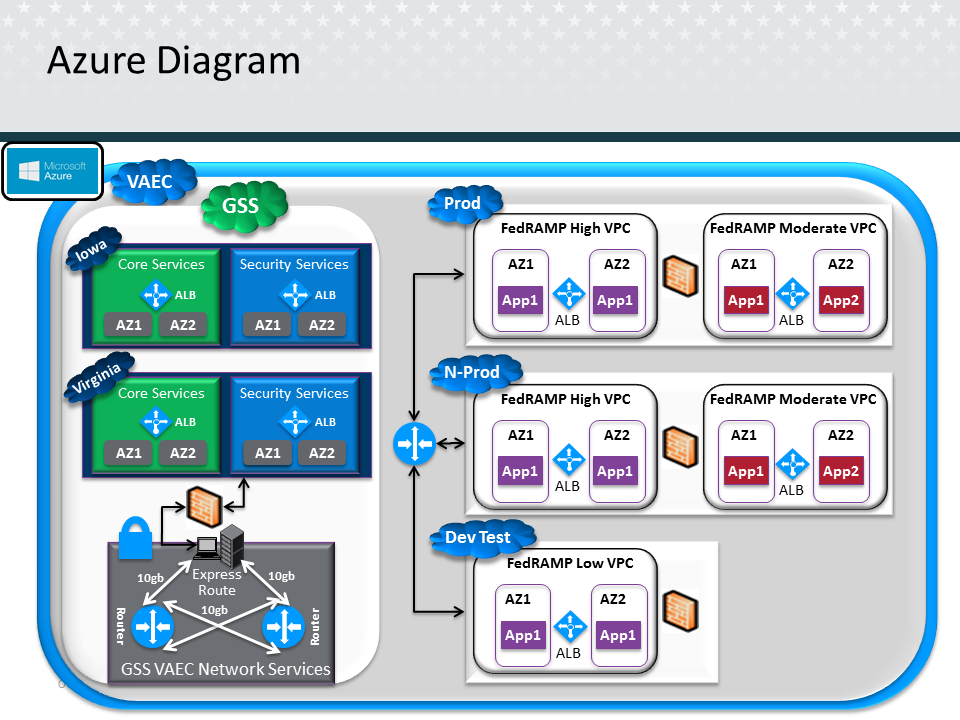 Azure Diagram
Microsoft
Azure
VAEC
GSS
Iowa
Core Services
ALB
AZ1 AZ2
Security Services
ALB
AZ1 AZ2
Virginia
Core Services
ALB
AZ1 AZ2
Security Services
ALB
AZ1 AZ2
10gb
Express
Route
10gb
10gb
Router
Router
GSS VAEC Network Services
Prod
FedRAMP High VPC
AZ1 AZ2
App1 App1
ALB
FedRAMP Moderate VPC
AZ1 AZ2
App1 App2
ALB
N-Prod
FedRAMP High VPC
AZ1 AZ2
App1 App1
ALB
FedRAMP Moderate VPC
AZ1 AZ2
App1 App2
ALB
Dev Test
FedRAMP Low VPC
AZ1 AZ2
App1 App1
ALB